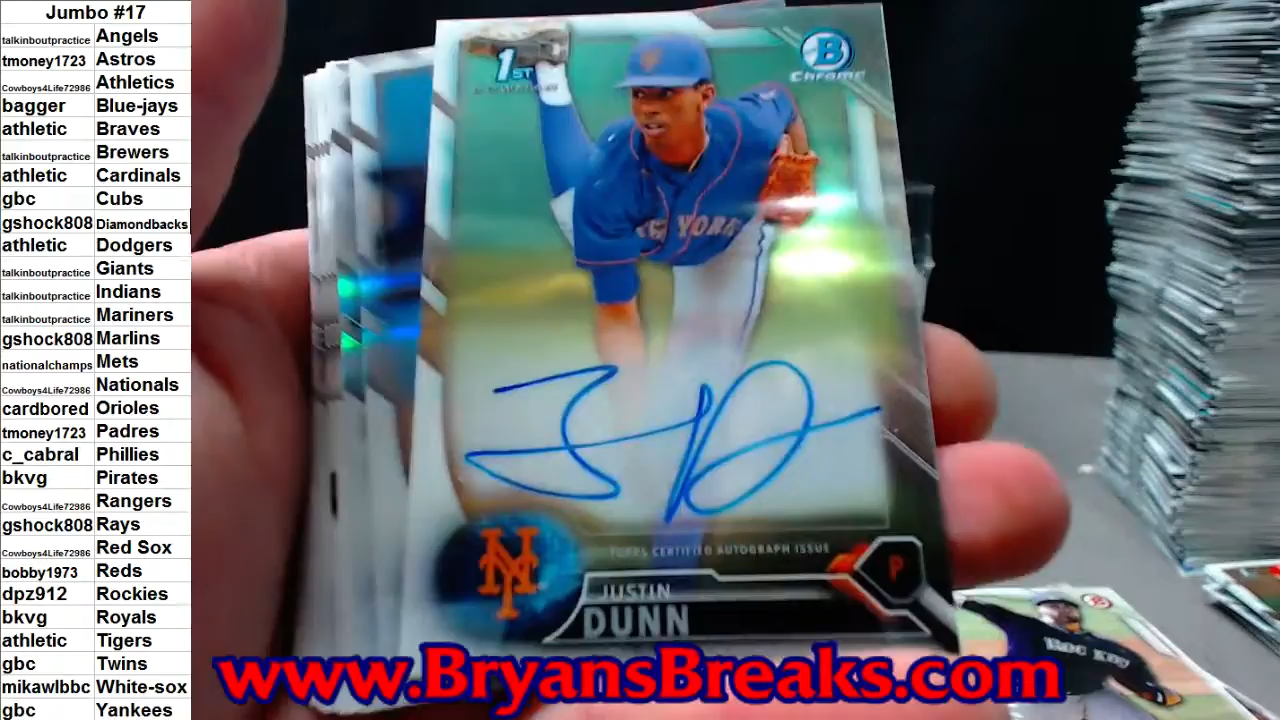 Jumbo #17
talkinboutpractice Angels
tmoney1723 Astros
Cowboys4Life72986 Athletics
bagger Blue-jays
athletic Braves
talkinboutpractice Brewers
athletic Cardinals
gbc Cubs
gshock808 Diamondbacks
athletic Dodgers
talkinboutpractice Giants
talkinboutpractice Indians
talkinboutpractice Mariners
gshock808 Marlins
nationalchamps Mets
Cowboys4Life72986 Nationals
cardbored Orioles
tmoney1723 Padres
c_cabral Phillies
bkvg Pirates
Cowboys4Life72986 Rangers
gshock808 Rays
Cowboys4Life72986 Red Sox
bobby1973 Reds
dpz912 Rockies
bkvg Royals
athletic Tigers
gbc Twins
mikawlbbc White-sox
gbc Yankees
1ST
B
Chrome
NEW YORK
TOPPS CERTIFIED AUTOGRAPH ISSUE
NY
P
JUSTIN
DUNN
www.BryansBreaks.com